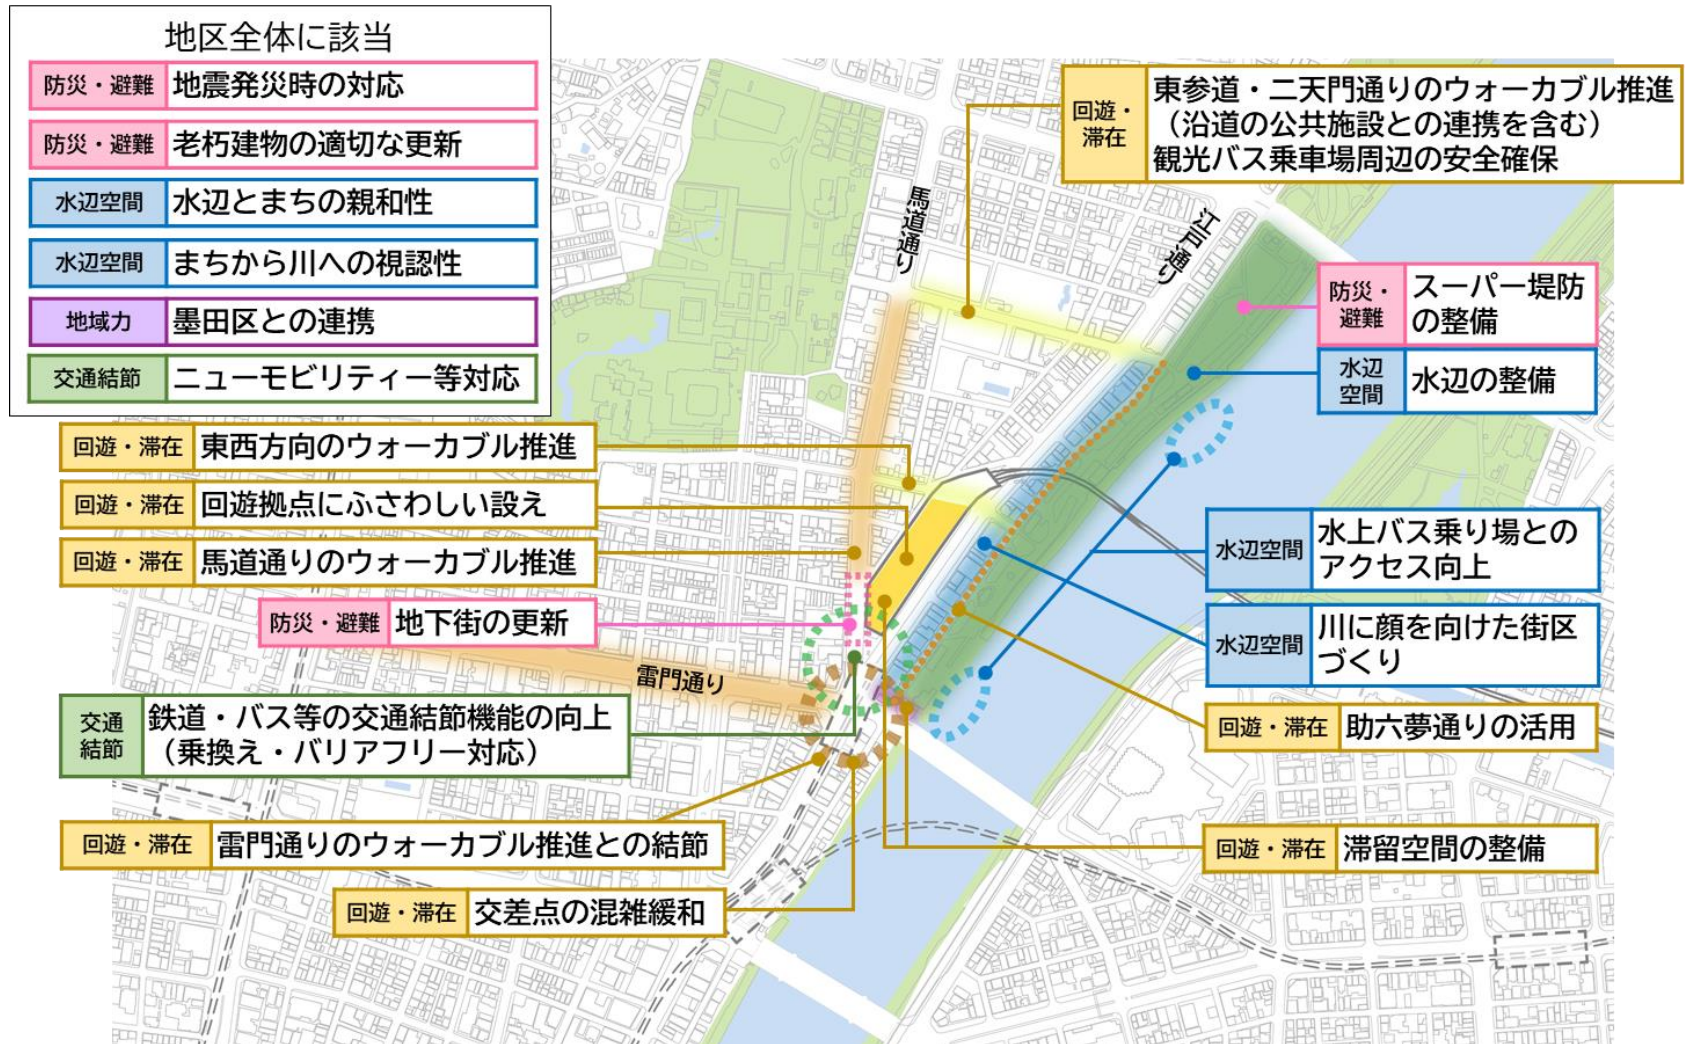 地区全体に該当
防災・避難 地震発災時の対応
防災・避難 老朽建物の適切な更新
水辺空間 水辺とまちの親和性
水辺空間 まちから川への視認性
地域力 墨田区との連携
交通結節 ニューモビリティー等対応
回遊・
滞在
東参道・二天門通りのウォーカブル推進
（沿道の公共施設との連携を含む）
観光バス乗車場周辺の安全確保
馬道通り
江戸通り
防災・
避難
スーパー堤防
の整備
水辺
空間
水辺の整備
回遊・滞在 東西方向のウォーカブル推進
回遊・滞在 回遊拠点にふさわしい設え
回遊・滞在 馬道通りのウォーカブル推進
防災・避難 地下街の更新
水辺空間
水上バス乗り場との
アクセス向上
水辺空間
川に顔を向けた街区
づくり
雷門通り
交通
結節
鉄道・バス等の交通結節機能の向上
（乗換え・バリアフリー対応）
回遊・滞在 助六夢通りの活用
回遊・滞在 雷門通りのウォーカブル推進との結節
回遊・滞在 滞留空間の整備
回遊・滞在 交差点の混雑緩和